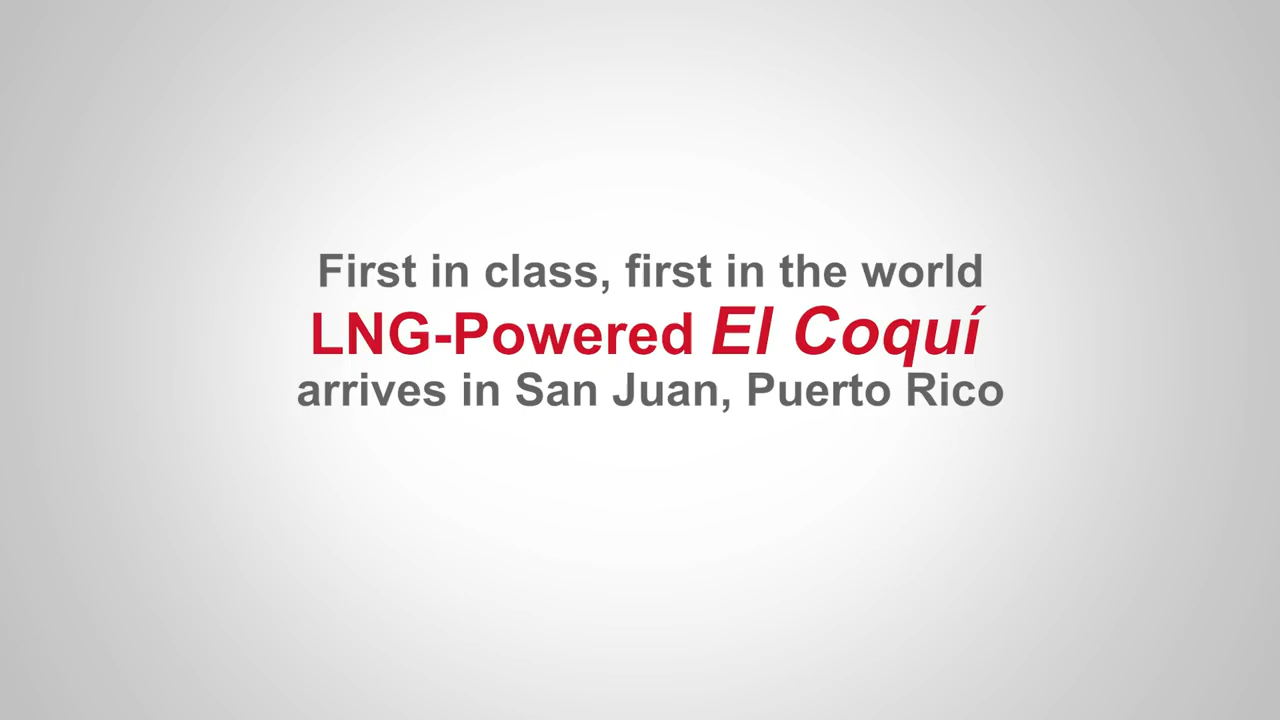 First in class, first in the world
LNG-Powered El Coquí
arrives in San Juan, Puerto Rico